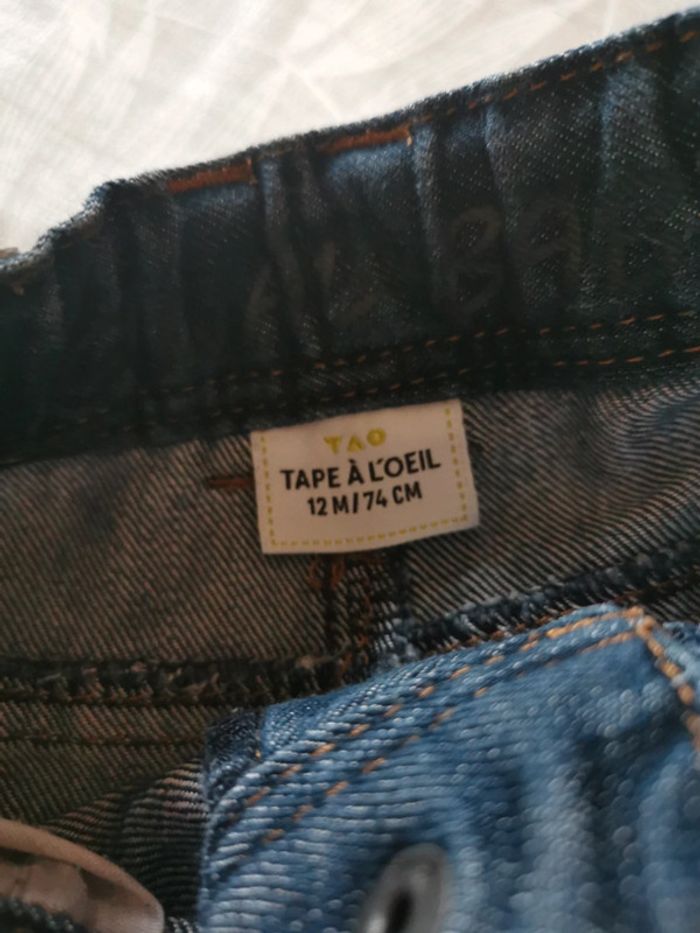 TAO
TAPE À L'OEIL
12 M/74 CM